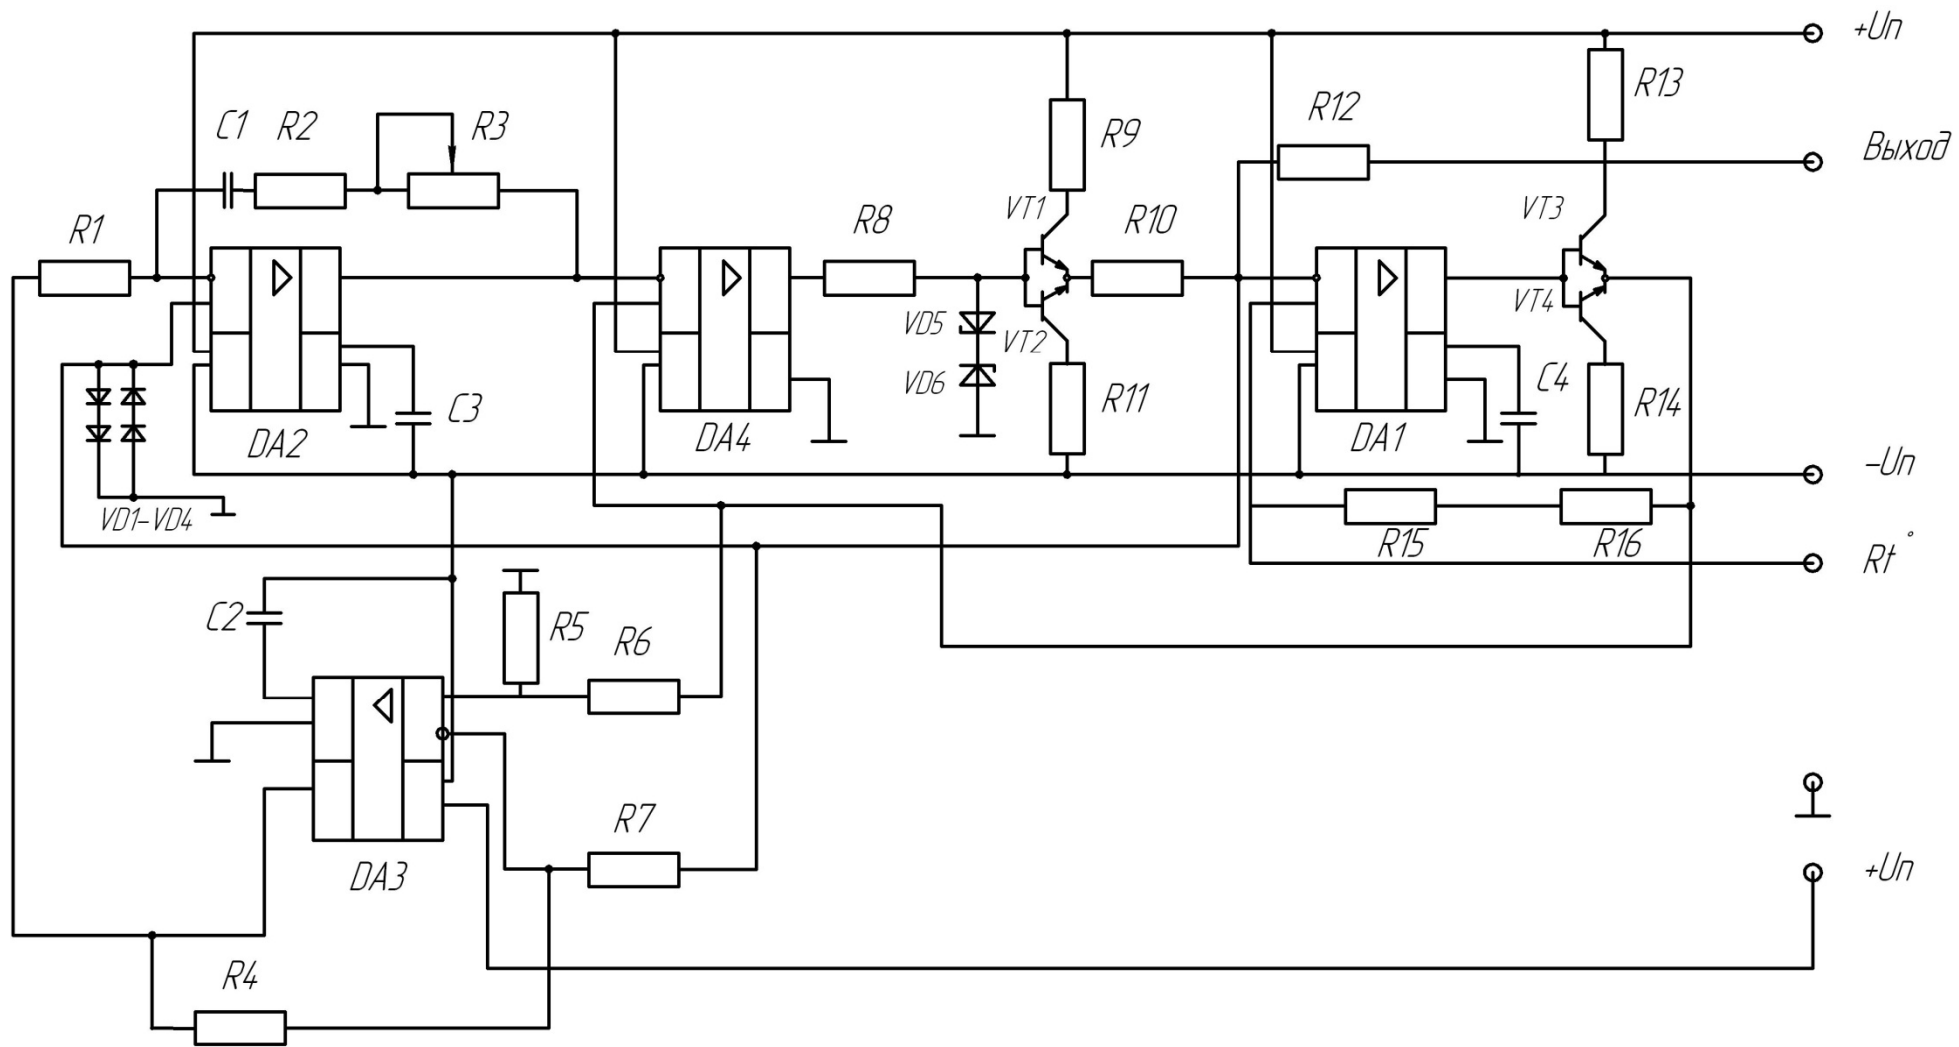 +Uп
R13
R12
C1 R2 R3
R9
Выход
VT1
VT3
R1
R8
R10
VT4
VD5
VT2
VD6
C4
C3
R11
R14
DA2
DA4
DA1
-Uп
VD1-VD4
R15
R16
Rt°
C2
R5
R6
R7
DA3
+Uп
R4